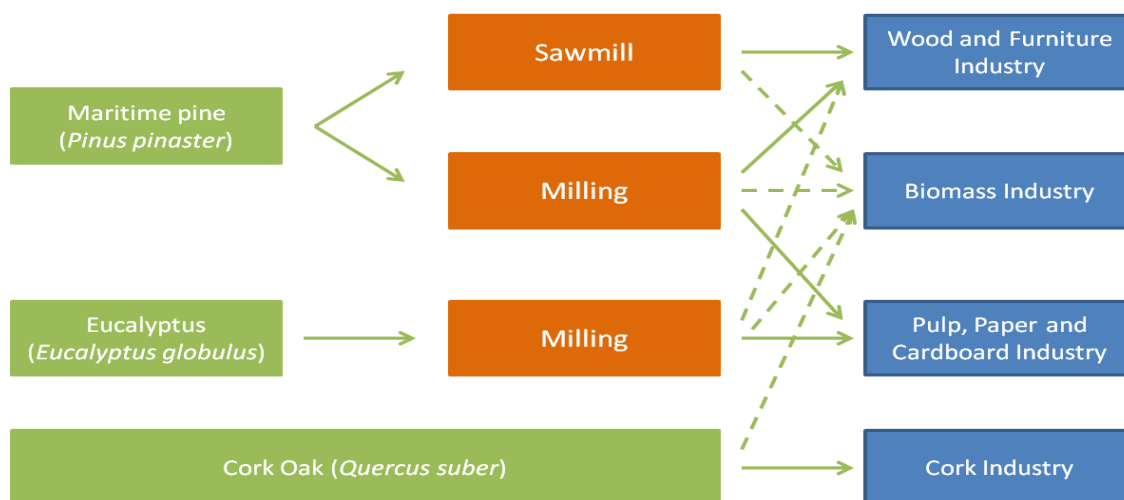 Sawmill
Wood and Furniture
Industry
Maritime pine
(Pinus pinaster)
Milling
Biomass Industry
Eucalyptus
(Eucalyptus globulus)
Milling
Pulp, Paper and
Cardboard Industry
Cork Oak (Quercus suber)
Cork Industry